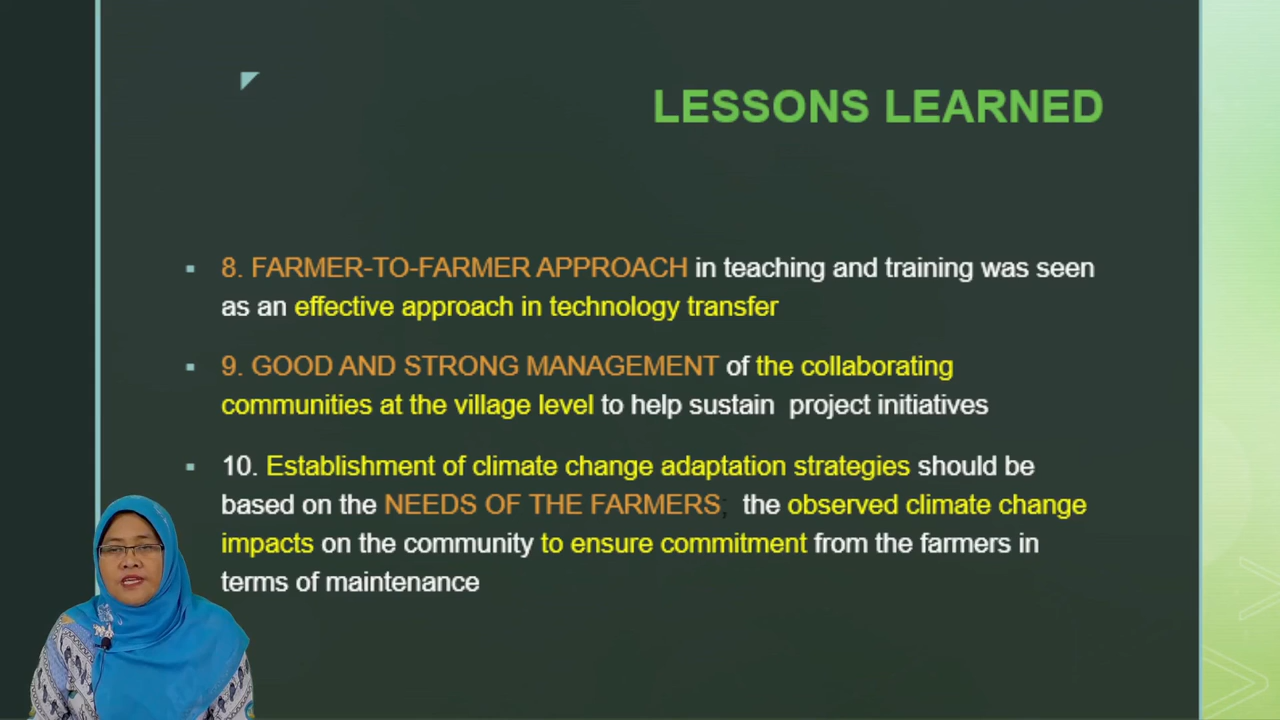 LESSONS LEARNED
8. FARMER-TO-FARMER APPROACH in teaching and training was seen
as an effective approach in technology transfer
9. GOOD AND STRONG MANAGEMENT of the collaborating
communities at the village level to help sustain project initiatives
10. Establishment of climate change adaptation strategies should be
based on the NEEDS OF THE FARMERS; the observed climate change
impacts on the community to ensure commitment from the farmers in
terms of maintenance